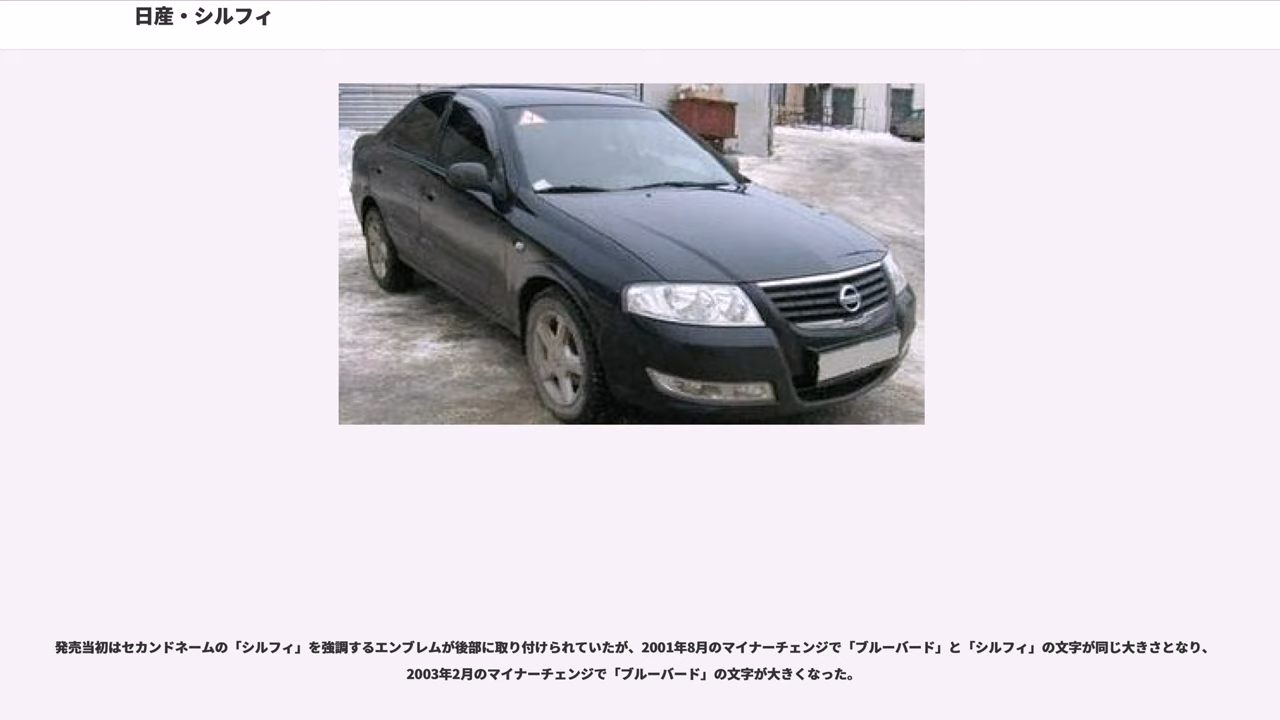 日産・シルフィ
発売当初はセカンドネームの「シルフィ」を強調するエンブレムが後部に取り付けられていたが、2001年8月のマイナーチェンジで「ブルーバード」と「シルフィ」の文字が同じ大きさとなり、
2003年2月のマイナーチェンジで「ブルーバード」の文字が大きくなった。